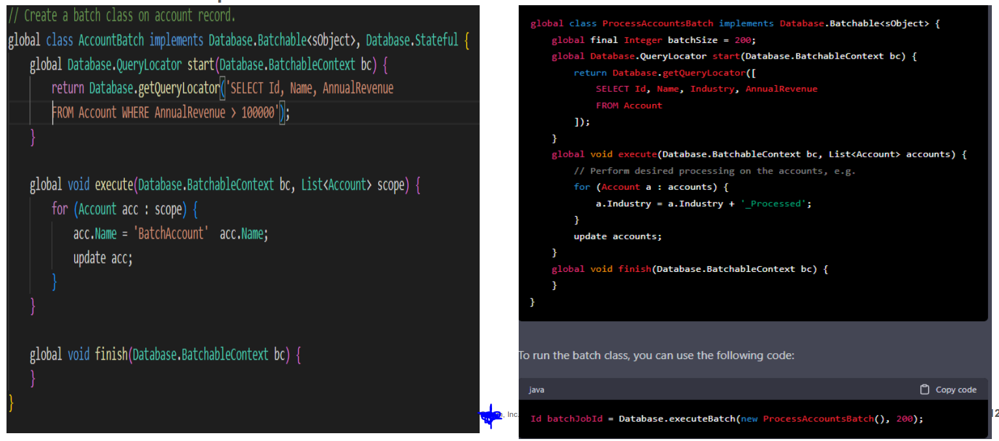 // Create a batch class on account record.
global class AccountBatch implements Database.Batchable<sObject>, Database.Stateful {
    global Database.QueryLocator start(Database.BatchableContext bc) {
        return Database.getQueryLocator('SELECT Id, Name, AnnualRevenue
        FROM Account WHERE AnnualRevenue > 100000');
    }
    global void execute(Database.BatchableContext bc, List<Account> scope) {
        for (Account acc : scope) {
            acc.Name = 'BatchAccount'  acc.Name;
            update acc;
        }
    }
    global void finish(Database.BatchableContext bc) {
    }
}
global class ProcessAccountsBatch implements Database.Batchable<sObject> {
    global final Integer batchSize = 200;
    global Database.QueryLocator start(Database.BatchableContext bc) {
        return Database.getQueryLocator([
            SELECT Id, Name, Industry, AnnualRevenue
            FROM Account
        ]);
    }
    global void execute(Database.BatchableContext bc, List<Account> accounts) {
        // Perform desired processing on the accounts, e.g.
        for (Account a : accounts) {
            a.Industry = a.Industry + '_Processed';
        }
        update accounts;
    }
    global void finish(Database.BatchableContext bc) {
    }
}
To run the batch class, you can use the following code:
java
Copy code
Id batchJobId = Database.executeBatch(new ProcessAccountsBatch(), 200);
, Inc.
12